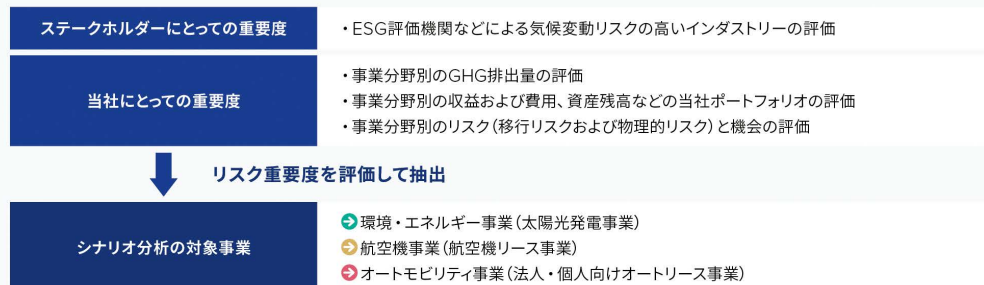 ステークホルダーにとっての重要度
・ESG評価機関などによる気候変動リスクの高いインダストリーの評価
当社にとっての重要度
・事業分野別のGHG排出量の評価
・事業分野別の収益および費用、資産残高などの当社ポートフォリオの評価
・事業分野別のリスク（移行リスクおよび物理的リスク）と機会の評価
リスク重要度を評価して抽出
シナリオ分析の対象事業
環境・エネルギー事業（太陽光発電事業）
航空機事業（航空機リース事業）
オートモビリティ事業（法人・個人向けオートリース事業）